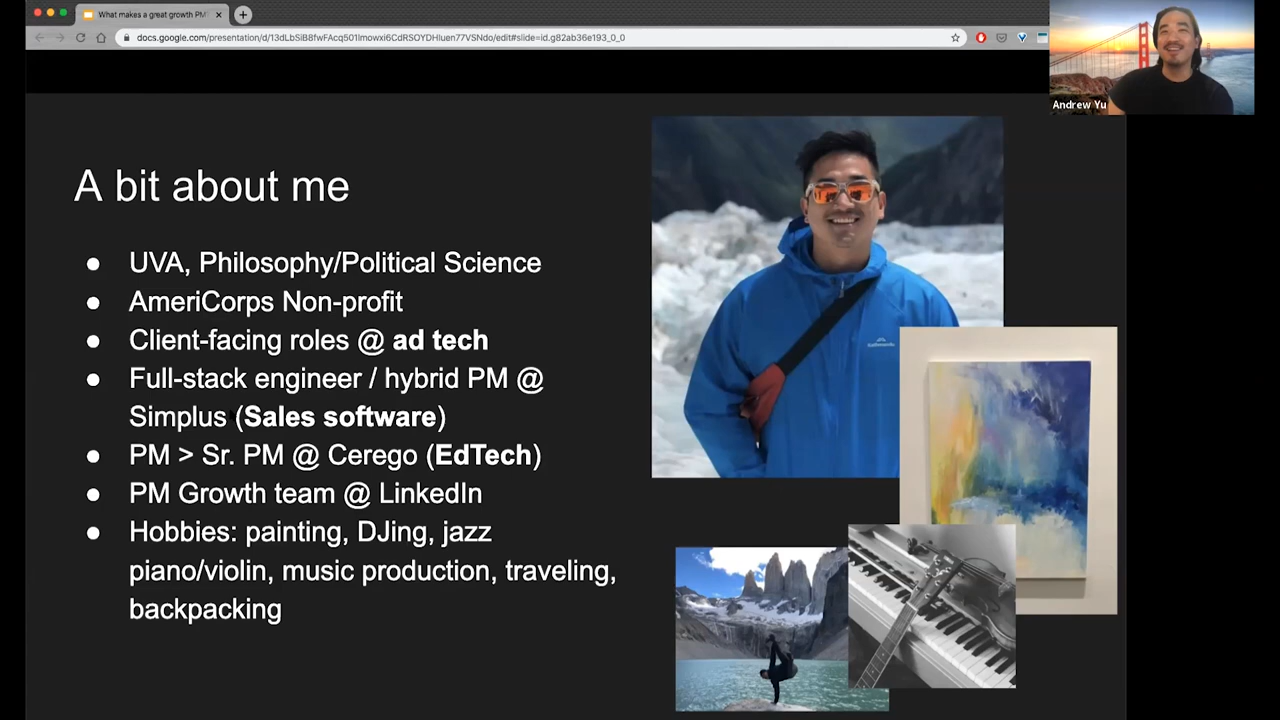 What makes a great growth PM
docs.google.com/presentation/d/13dLbSiB8fwFAcq501lmowxi6CdRSOYDHluen77VSNdo/edit#slide=id.g82ab36e193_0_0
Andrew Yu
A bit about me
● UVA, Philosophy/Political Science
● AmeriCorps Non-profit
● Client-facing roles @ ad tech
● Full-stack engineer / hybrid PM @
Simplus (Sales software)
● PM > Sr. PM @ Cerego (EdTech)
● PM Growth team @ LinkedIn
● Hobbies: painting, DJing, jazz
piano/violin, music production, traveling,
backpacking